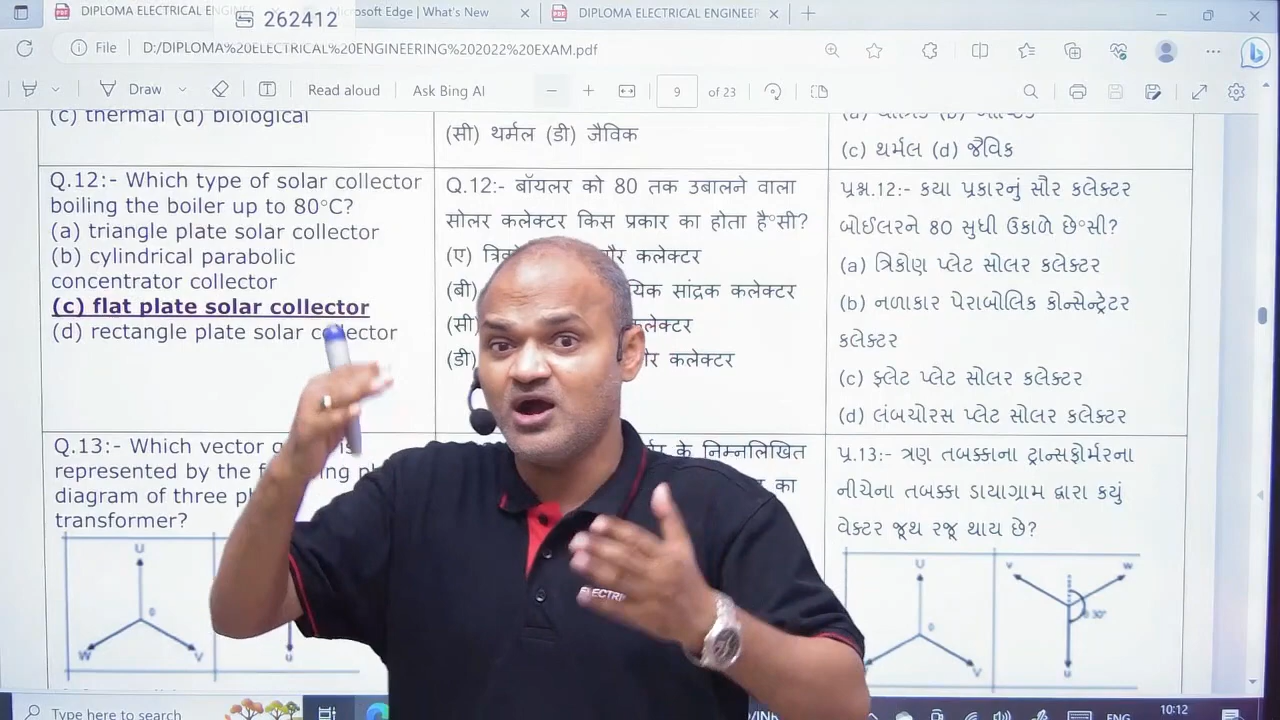 DIPLOMA ELECTRICAL EN
262412
Microsoft Edge | What's New
DIPLOMA ELECTRICAL ENGINEER
File
D:/DIPLOMA%20ELECTRICAL%20ENGINEERING%202022%20EXAM.pdf
Draw
Read aloud
Ask Bing AI
9 of 23
(c) thermal (d) biological
(सी) थर्मल (डी) जैविक
(c) થર્મલ (d) જૈવિક
Q.12:- Which type of solar collector
boiling the boiler up to 80°C?
(a) triangle plate solar collector
(b) cylindrical parabolic
concentrator collector
(c) flat plate solar collector
(d) rectangle plate solar collector
Q.12:- बॉयलर को 80 तक उबालने वाला
सोलर कलेक्टर किस प्रकार का होता है°सी?
(ए) कलेक्टर
(बी) सांद्रक कलेक्टर
(सी) कलेक्टर
(डी) कलेक्टर
પ્રશ્ન.12:- કયા પ્રકારનું સૌર કલેક્ટર
બોઈલરને 80 સુધી ઉકાળે છે°સી?
(a) ત્રિકોણ પ્લેટ સોલર કલેક્ટર
(b) નળાકાર પેરાબોલિક કોન્સેન્ટ્રેટર
કલેક્ટર
(c) ફ્લેટ પ્લેટ સોલર કલેક્ટર
(d) લંબચોરસ પ્લેટ સોલર કલેક્ટર
Q.13:- Which vector
represented by the
diagram of three
transformer?
के निम्नलिखित
का
પ્ર.13:- ત્રણ તબક્કાના ટ્રાન્સફોર્મરના
નીચેના તબક્કા ડાયાગ્રામ દ્વારા કયું
વેક્ટર જૂથ રજૂ થાય છે?
U
W
V
U
θ
W
V
v
w
30°
u
Type here to search
ENG
10:12